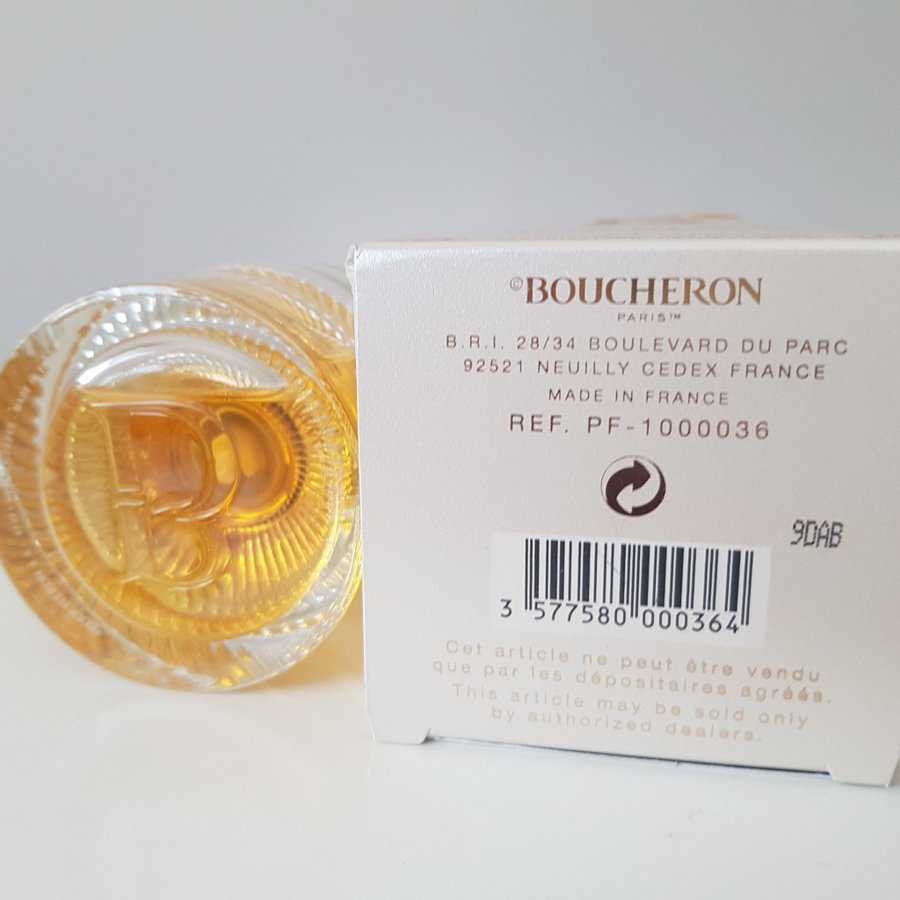 ©BOUCHERON
PARIS™
B.R.I. 28/34 BOULEVARD DU PARC
92521 NEUILLY CEDEX FRANCE
MADE IN FRANCE
REF. PF-1000036
9DAB
3 577580 000364
Cet article ne peut être vendu
que par les dépositaires agréés.
This article may be sold only
by authorized dealers.
B